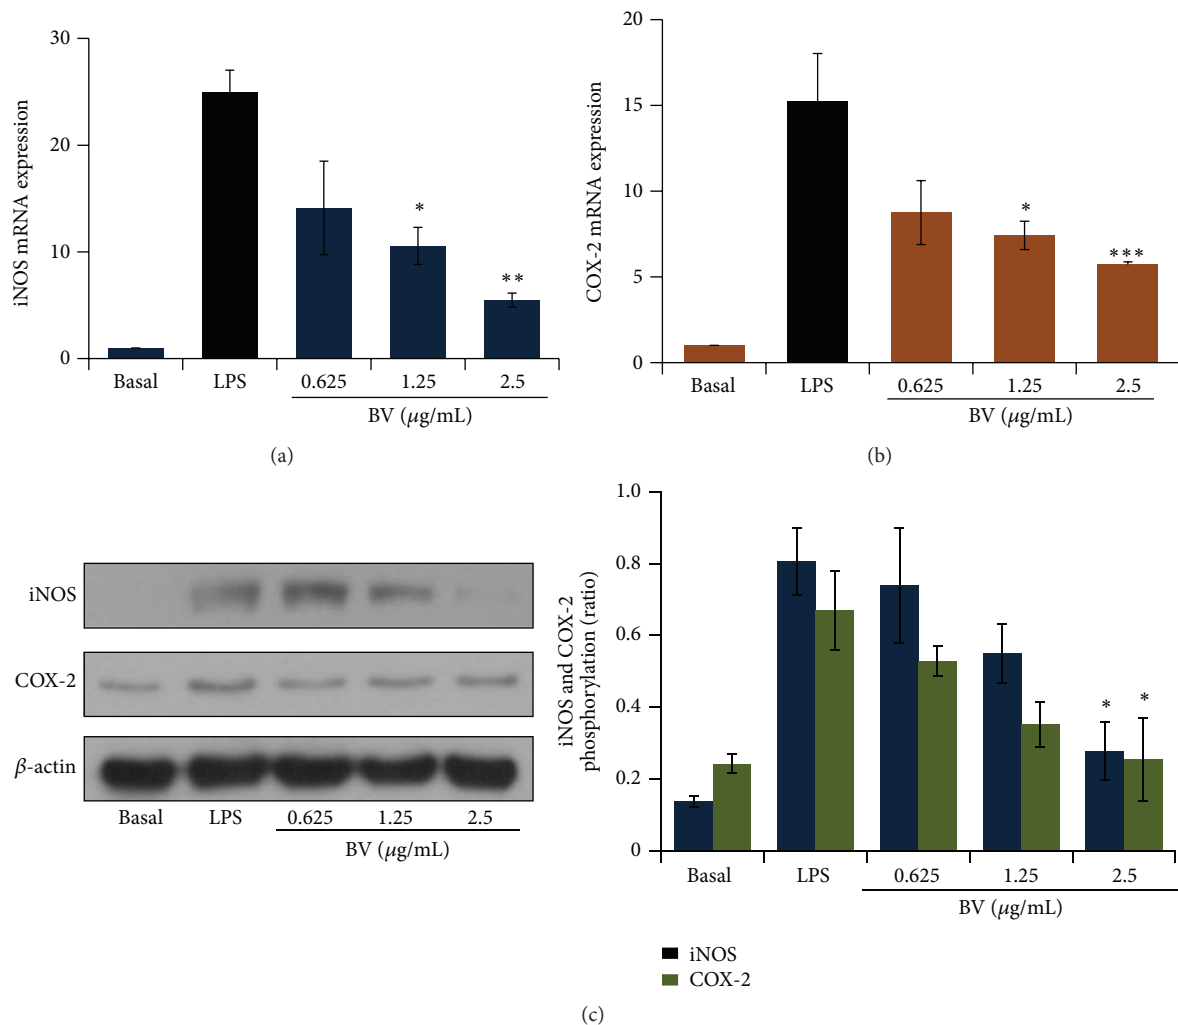 30
20
10
0
iNOS mRNA expression
*
**
Basal
LPS
0.625
1.25
2.5
BV (μg/mL)
(a)
20
15
10
5
0
COX-2 mRNA expression
*
***
Basal
LPS
0.625
1.25
2.5
BV (μg/mL)
(b)
iNOS
COX-2
β-actin
Basal
LPS
0.625
1.25
2.5
BV (μg/mL)
1.0
0.8
0.6
0.4
0.2
0
iNOS and COX-2
phosphorylation (ratio)
*
*
Basal
LPS
0.625
1.25
2.5
BV (μg/mL)
iNOS
COX-2
(c)